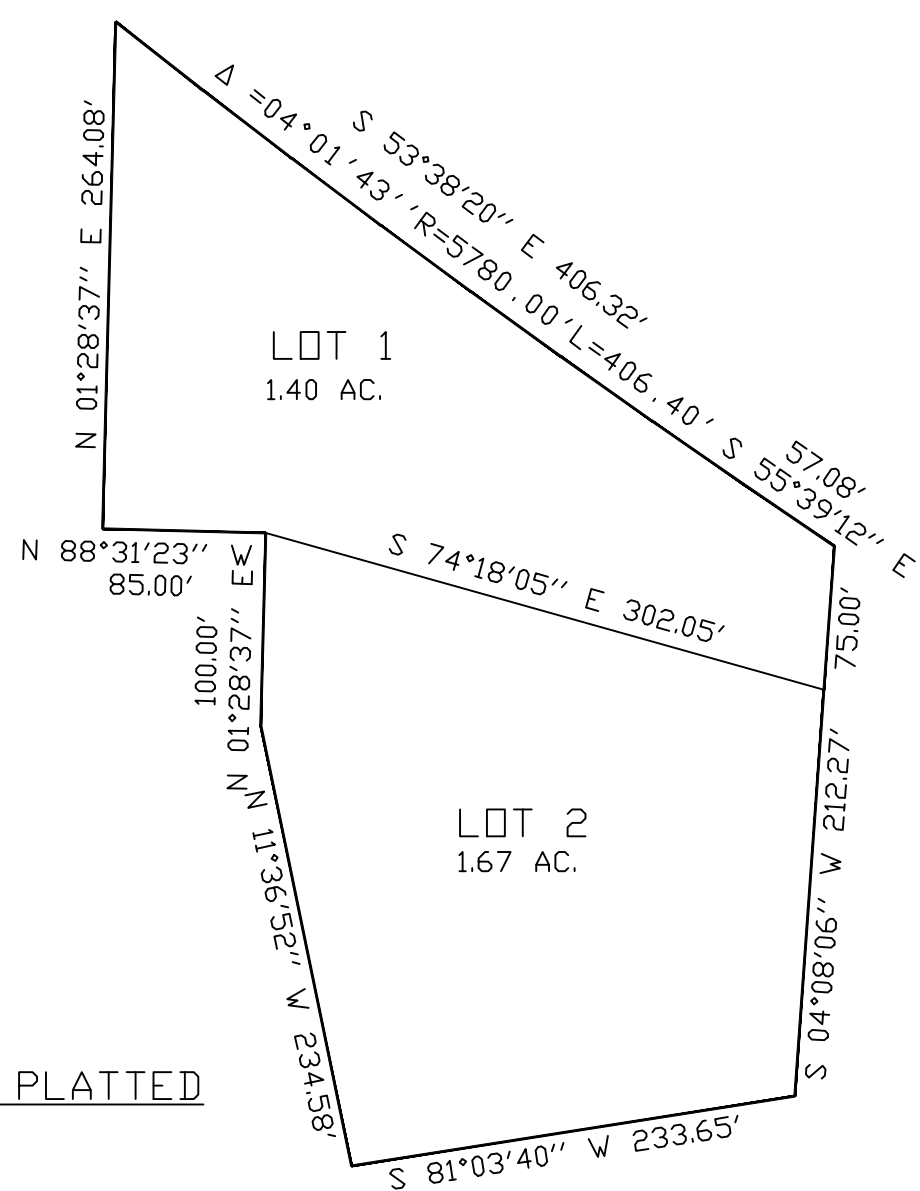 Δ =04°01'43''R=5780.00'L=406.40'
S 53°38'20'' E 406.32'
N 01°28'37'' E 264.08'
LOT 1
1.40 AC.
57.08'
S 55°39'12'' E
N 88°31'23'' W
85.00'
S 74°18'05'' E 302.05'
75.00'
100.00'
N 01°28'37'' E
LOT 2
1.67 AC.
S 04°08'06'' W 212.27'
N 11°36'52'' W 234.58'
PLATTED
S 81°03'40'' W 233.65'